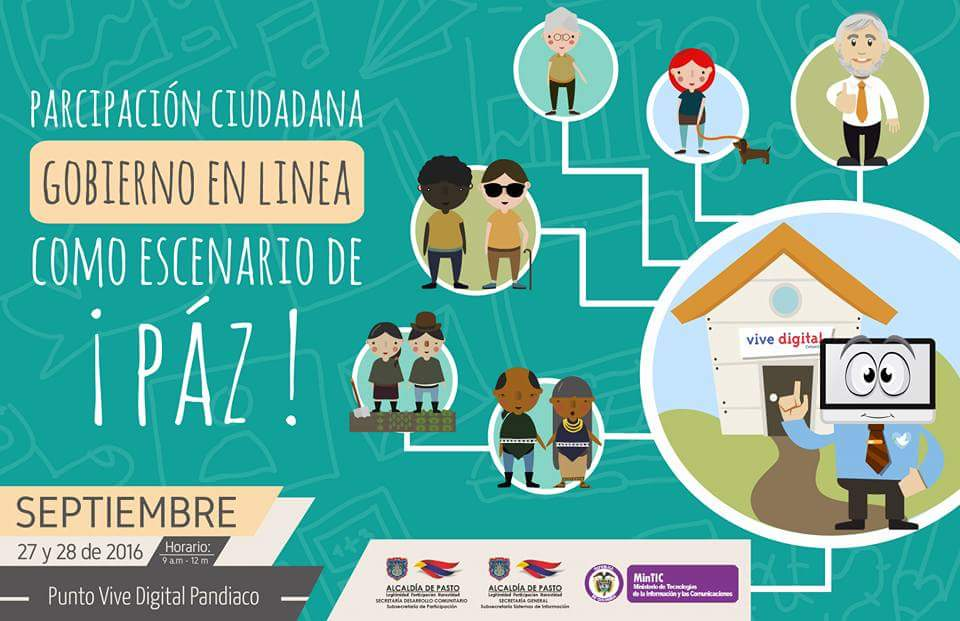 PARCIPACIÓN CIUDADANA
GOBIERNO EN LINEA
COMO ESCENARIO DE
¡PÁZ!
vive digital
SEPTIEMBRE
27 y 28 de 2016
Horario:
9 a.m - 12 m
Punto Vive Digital Pandiaco
ALCALDÍA DE PASTO
Legitimidad Participación Honestidad
SECRETARÍA DESARROLLO COMUNITARIO
Subsecretaría de Participación
ALCALDÍA DE PASTO
Legitimidad Participación Honestidad
SECRETARÍA GENERAL
Subsecretaría Sistemas de Información
MinTIC
Ministerio de Tecnologías
de la Información y las Comunicaciones